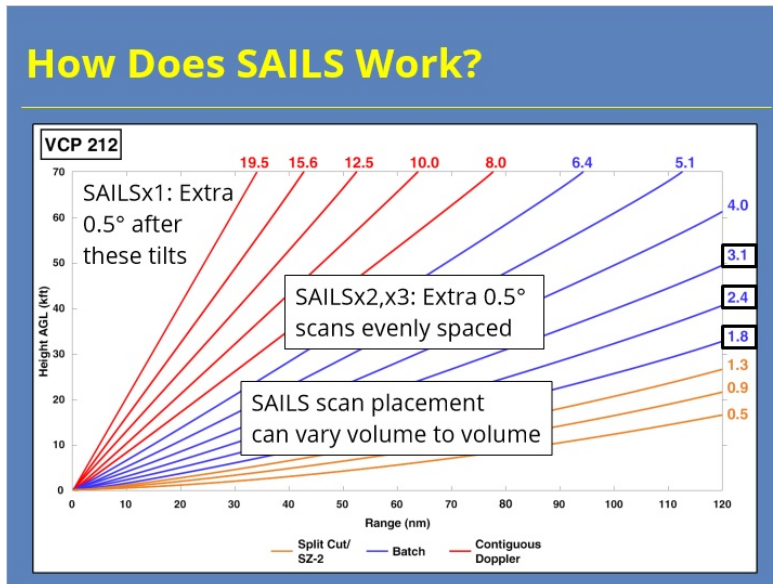 How Does SAILS Work?
VCP 212
19.5 15.6 12.5 10.0 8.0 6.4 5.1
4.0
3.1
2.4
1.8
1.3
0.9
0.5
SAILSx1: Extra
0.5° after
these tilts
SAILSx2,x3: Extra 0.5°
scans evenly spaced
SAILS scan placement
can vary volume to volume
Height AGL (kft)
70
60
50
40
30
20
10
0
0 10 20 30 40 50 60 70 80 90 100 110 120
Range (nm)
Split Cut/
SZ-2
Batch
Contiguous
Doppler